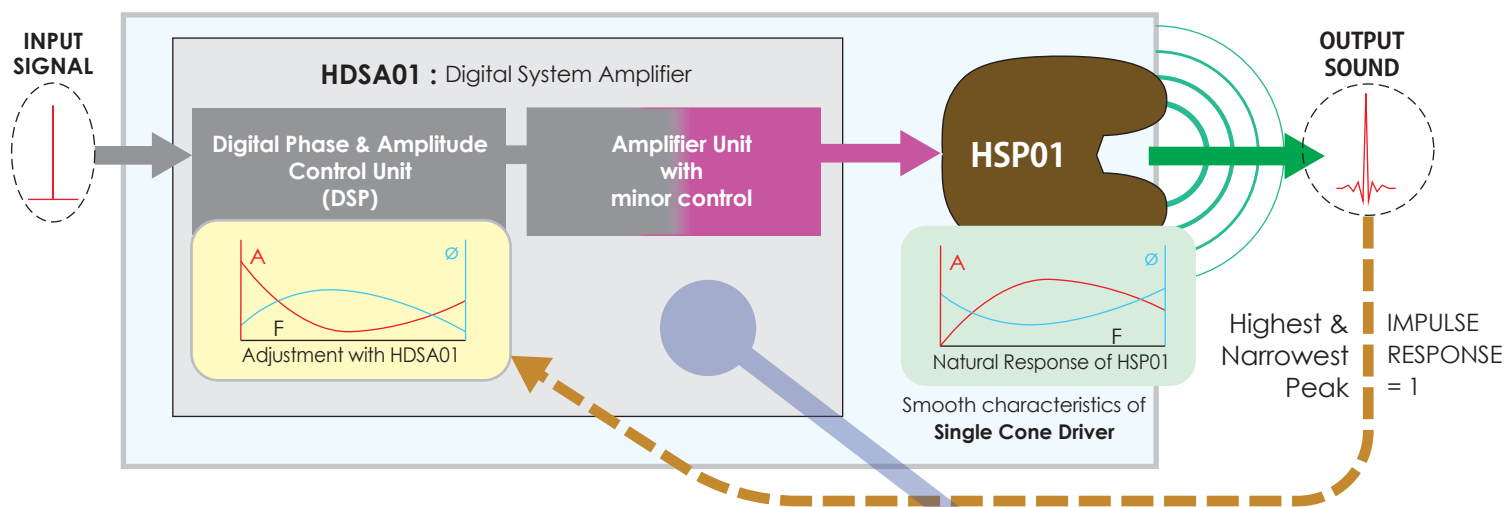 INPUT
SIGNAL
HDSA01 : Digital System Amplifier
Digital Phase & Amplitude
Control Unit
(DSP)
Amplifier Unit
with
minor control
HSP01
OUTPUT
SOUND
A
Ø
F
Adjustment with HDSA01
A
Ø
F
Natural Response of HSP01
Smooth characteristics of
Single Cone Driver
Highest &
Narrowest
Peak
IMPULSE
RESPONSE
= 1